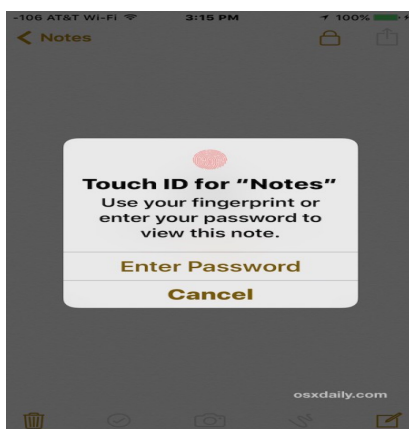 -106 AT&T Wi-Fi 3:15 PM 100%
Notes
Touch ID for “Notes”
Use your fingerprint or
enter your password to
view this note.
Enter Password
Cancel
osxdaily.com